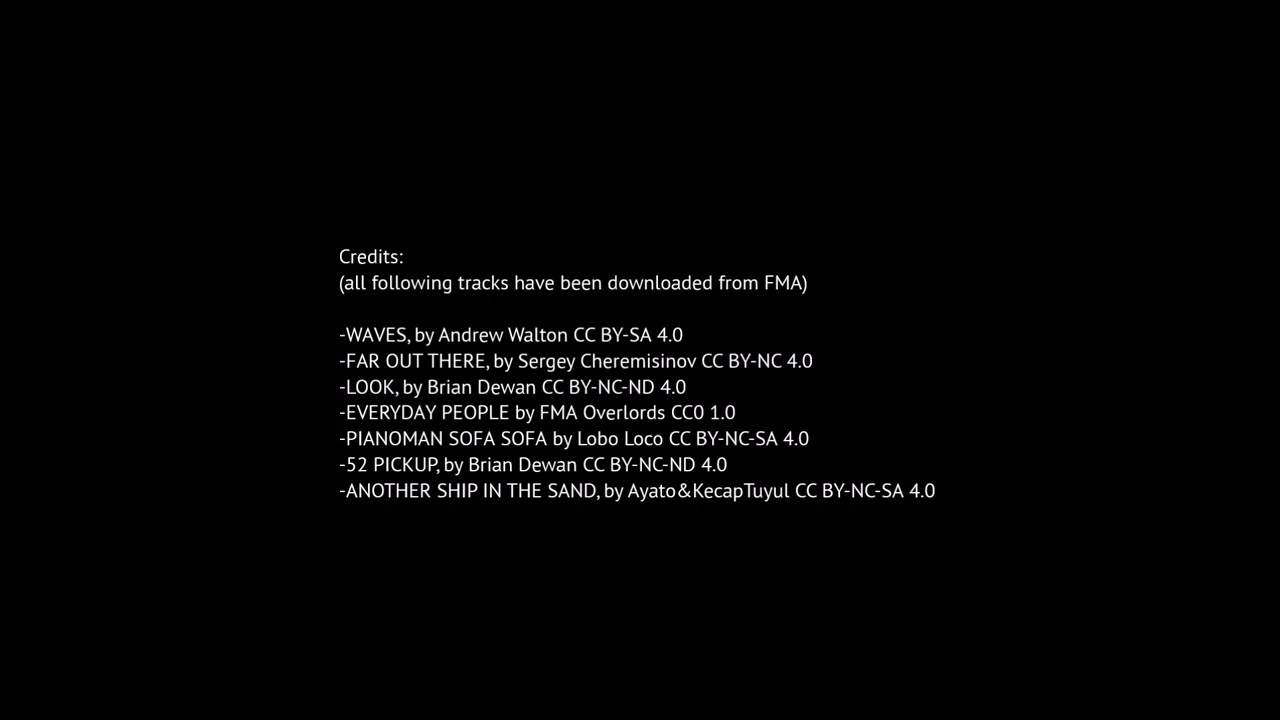 Credits:
(all following tracks have been downloaded from FMA)
-WAVES, by Andrew Walton CC BY-SA 4.0
-FAR OUT THERE, by Sergey Cheremisinov CC BY-NC 4.0
-LOOK, by Brian Dewan CC BY-NC-ND 4.0
-EVERYDAY PEOPLE by FMA Overlords CC0 1.0
-PIANOMAN SOFA SOFA by Lobo Loco CC BY-NC-SA 4.0
-52 PICKUP, by Brian Dewan CC BY-NC-ND 4.0
-ANOTHER SHIP IN THE SAND, by Ayato&KecapTuyul CC BY-NC-SA 4.0